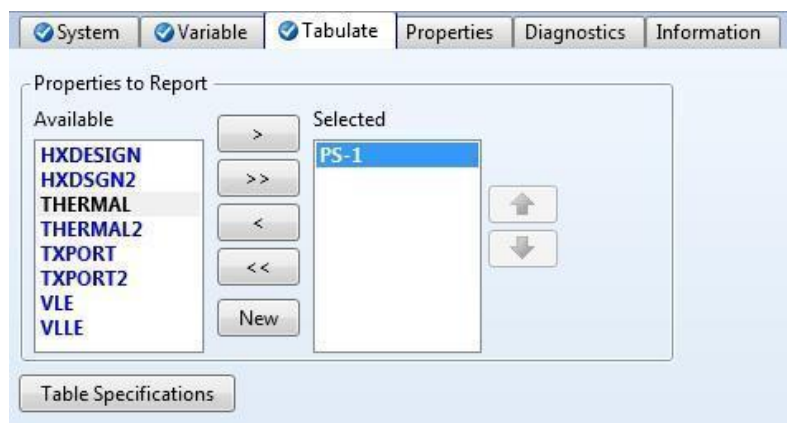 System Variable Tabulate Properties Diagnostics Information
Properties to Report
Available
HXDESIGN
HXDSGN2
THERMAL
THERMAL2
TXPORT
TXPORT2
VLE
VLLE
>
>>
<
<<
New
Selected
PS-1
Table Specifications